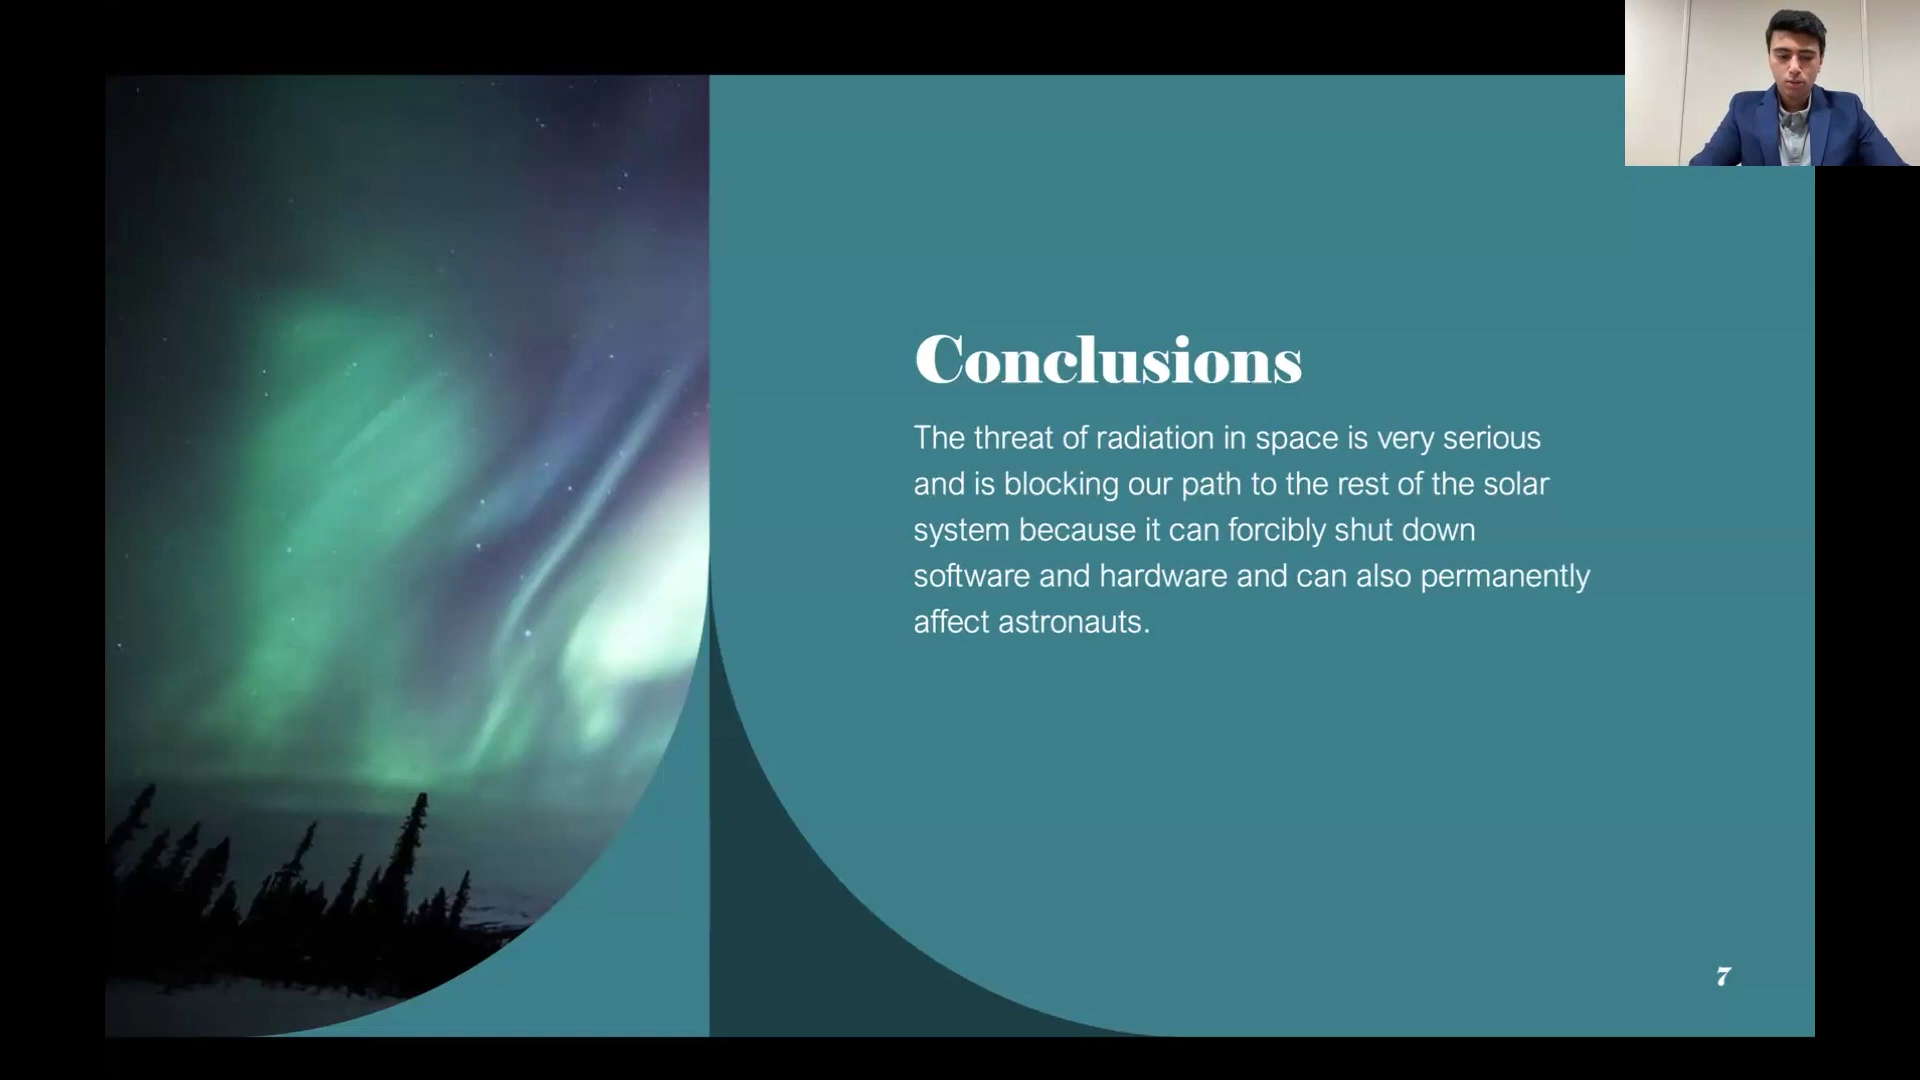 Conclusions
The threat of radiation in space is very serious
and is blocking our path to the rest of the solar
system because it can forcibly shut down
software and hardware and can also permanently
affect astronauts.
7